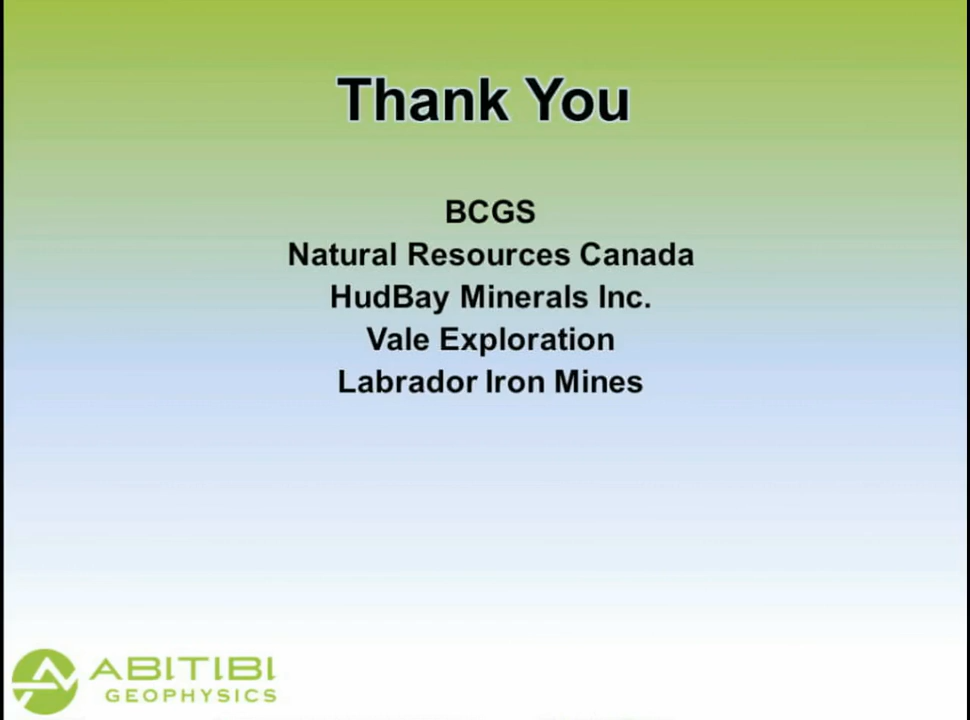 Thank You
BCGS
Natural Resources Canada
HudBay Minerals Inc.
Vale Exploration
Labrador Iron Mines
ABITIBI
GEOPHYSICS